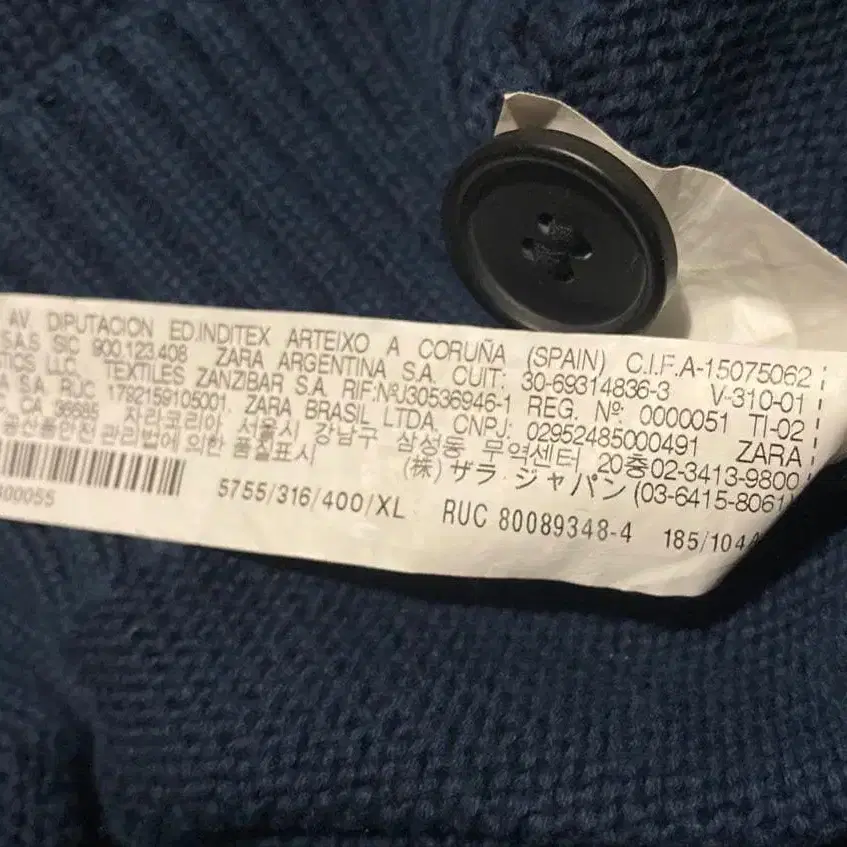 AV. DIPUTACION ED.INDITEX ARTEIXO A CORUÑA (SPAIN) C.I.F.A-15075062
S.A.S SIC 900.123.408 ZARA ARGENTINA S.A. CUIT: 30-69314836-3 V-310-01
TICS LLC. TEXTILES ZANZIBAR S.A. RIF:NºJ30536946-1 REG. Nº 0000051 TI-02
A S.A. RUC 1792159105001. ZARA BRASIL LTDA. CNPJ: 02952485000491 ZARA
CA 56585 자라코리아 서울시 강남구 삼성동 무역센터 20층02-3413-9800
공산품안전 관리법에 의한 품질표시 (株) ザラ ジャパン (03-6415-8061)
400055 5755/316/400/XL RUC 80089348-4 185/104A